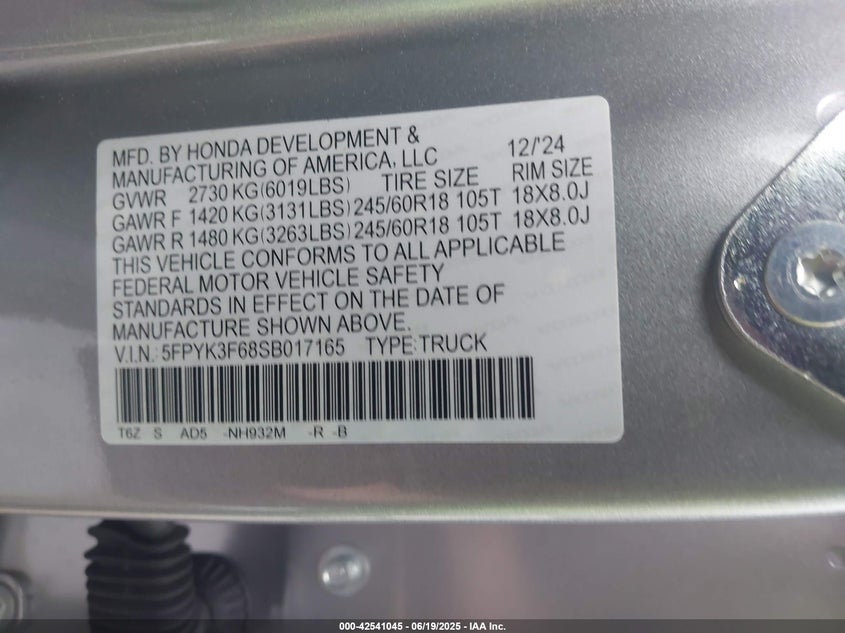 MFD. BY HONDA DEVELOPMENT &
MANUFACTURING OF AMERICA, LLC 12/'24
GVWR 2730 KG(6019LBS) TIRE SIZE RIM SIZE
GAWR F 1420 KG(3131LBS) 245/60R18 105T 18X8.0J
GAWR R 1480 KG(3263LBS) 245/60R18 105T 18X8.0J
THIS VEHICLE CONFORMS TO ALL APPLICABLE
FEDERAL MOTOR VEHICLE SAFETY
STANDARDS IN EFFECT ON THE DATE OF
MANUFACTURE SHOWN ABOVE.
V.I.N.: 5FPYK3F68SB017165 TYPE: TRUCK
T6Z S AD5 -NH932M -R -B
000-42541045 - 06/19/2025 - IAA Inc.